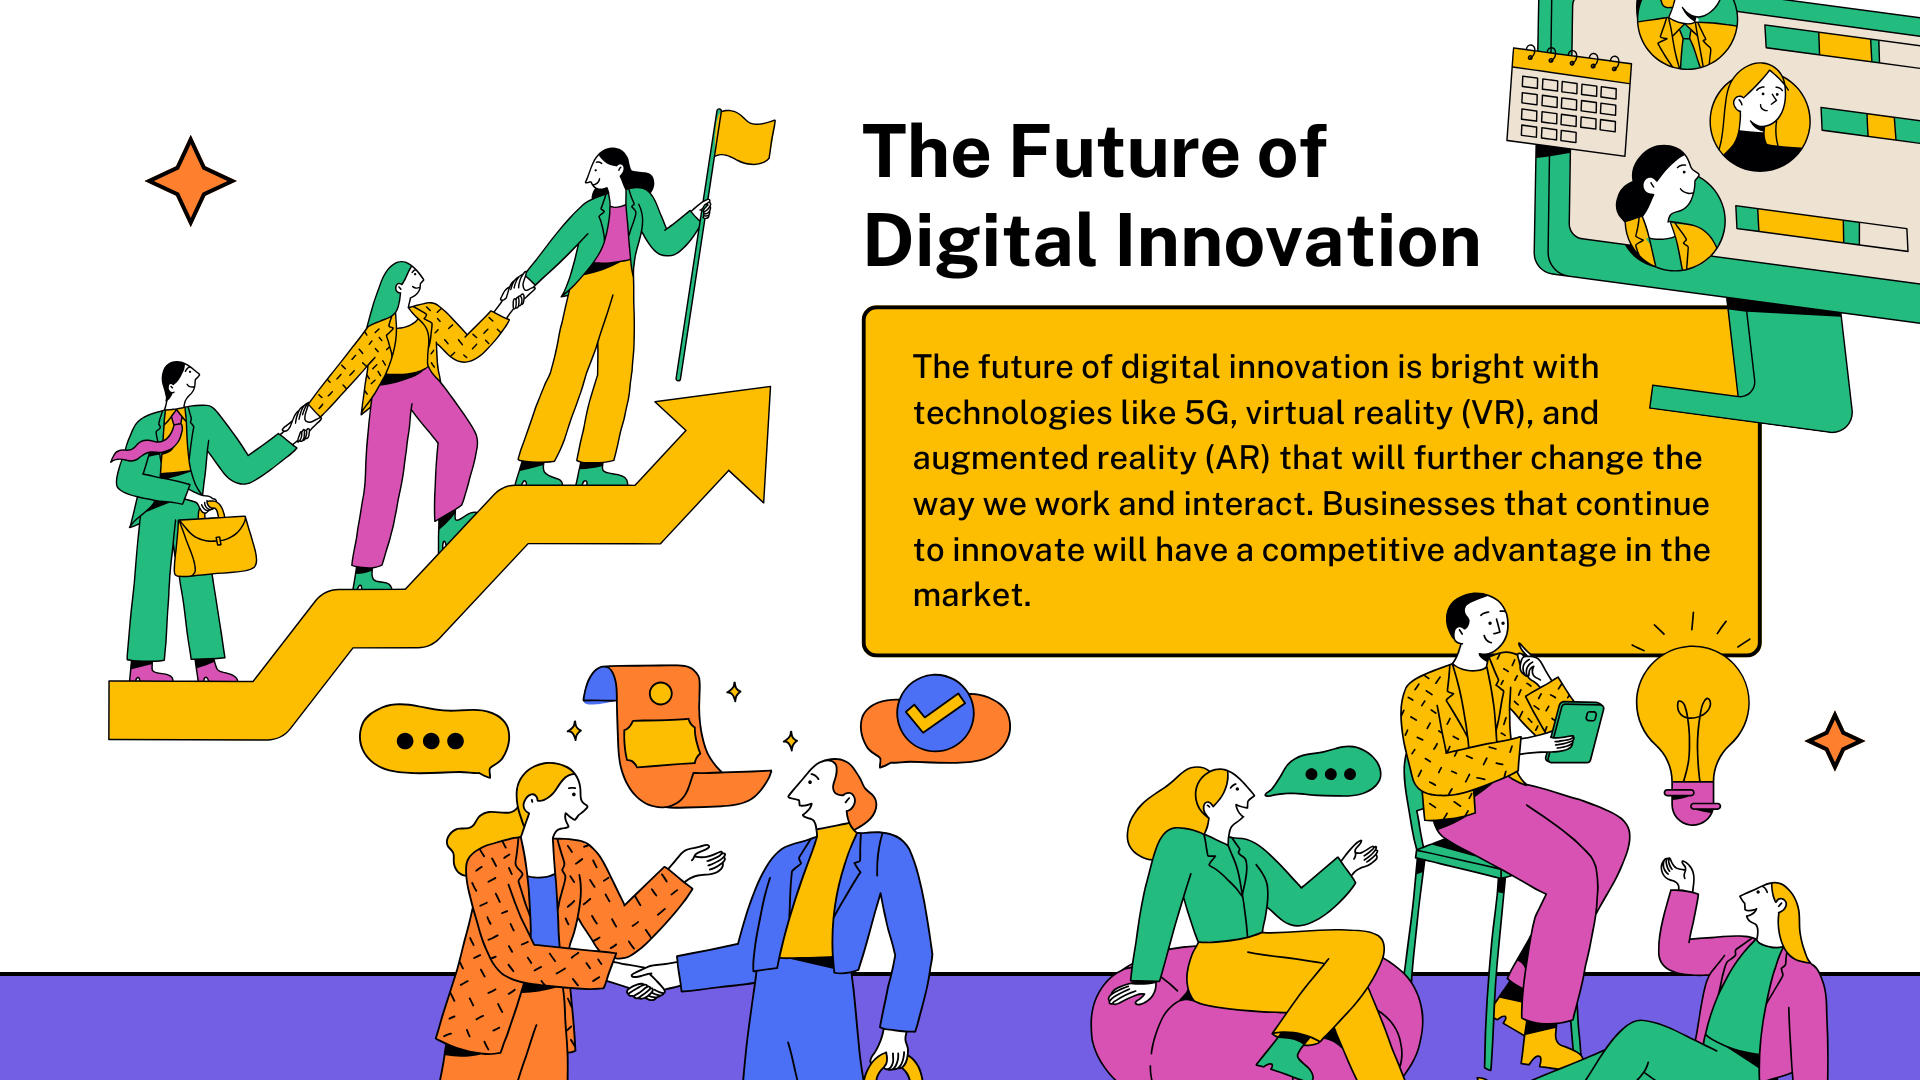 The Future of
Digital Innovation
The future of digital innovation is bright with
technologies like 5G, virtual reality (VR), and
augmented reality (AR) that will further change the
way we work and interact. Businesses that continue
to innovate will have a competitive advantage in the
market.